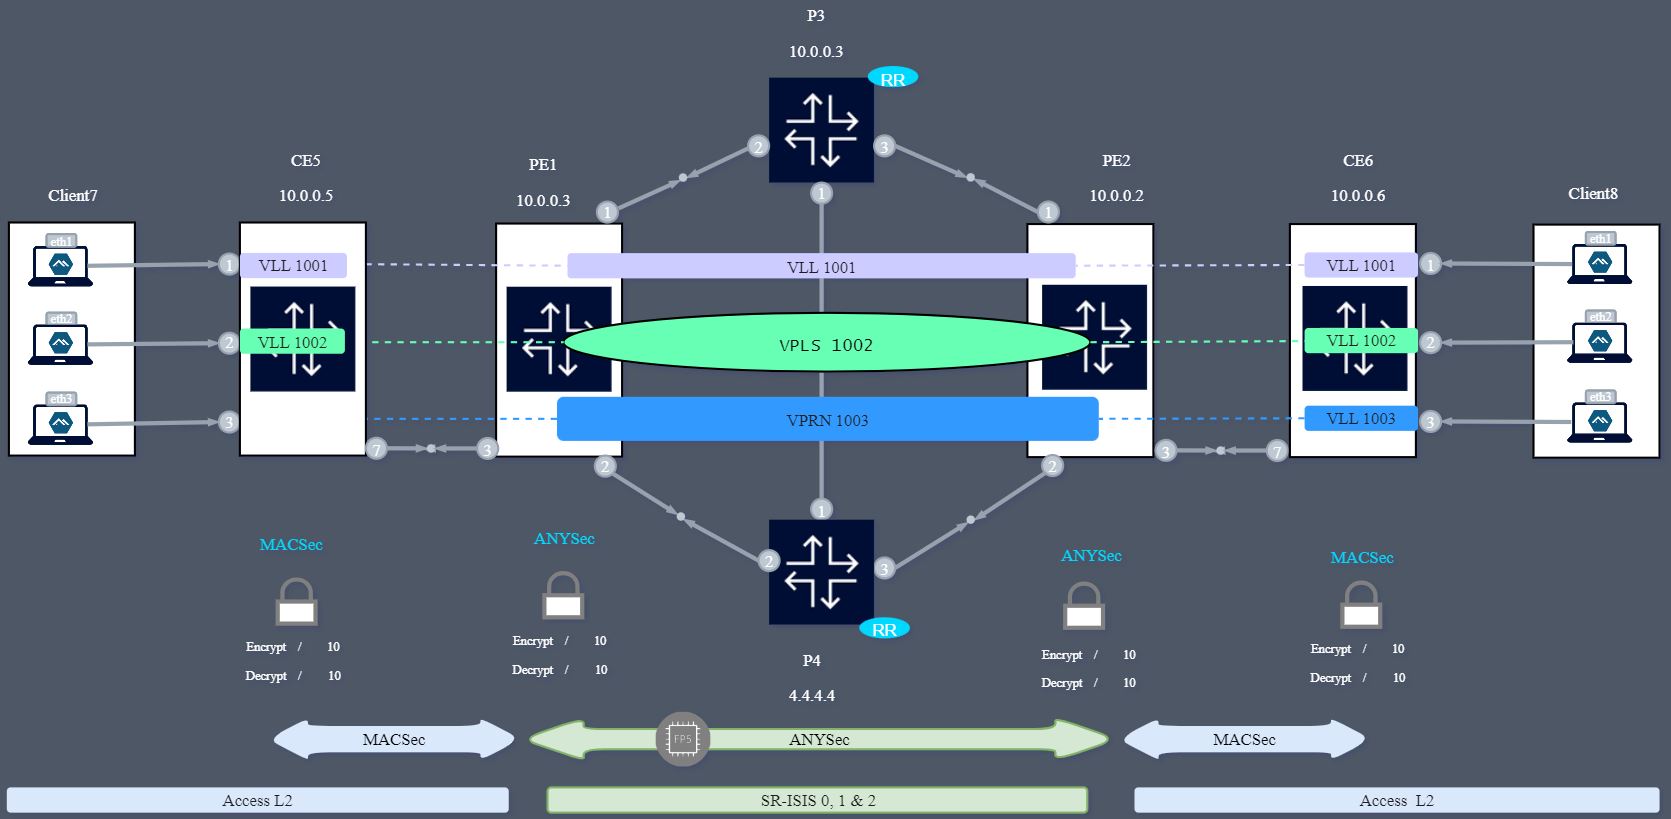 P3
10.0.0.3
RR
2
3
1
CE5
10.0.0.5
PE1
10.0.0.3
1
PE2
10.0.0.2
1
CE6
10.0.0.6
Client7
Client8
eth1
1
VLL 1001
VLL 1001
VLL 1001
1
eth1
eth2
2
VLL 1002
VPLS 1002
VLL 1002
2
eth2
eth3
3
VPRN 1003
VLL 1003
3
eth3
7
3
3
7
2
2
1
2
3
RR
P4
4.4.4.4
MACSec
Encrypt / 10
Decrypt / 10
ANYSec
Encrypt / 10
Decrypt / 10
ANYSec
Encrypt / 10
Decrypt / 10
MACSec
Encrypt / 10
Decrypt / 10
MACSec
FP5
ANYSec
MACSec
Access L2
SR-ISIS 0, 1 & 2
Access L2